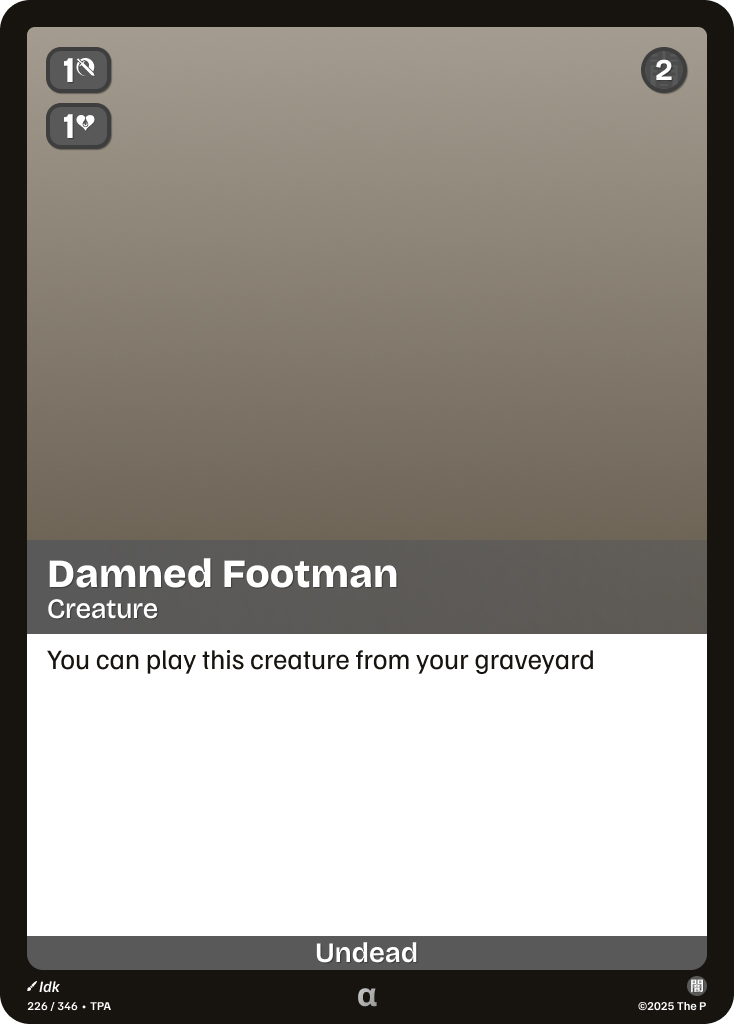 1
2
1
Damned Footman
Creature
You can play this creature from your graveyard
Undead
Idk
226 / 346 • TPA
α
©2025 The P